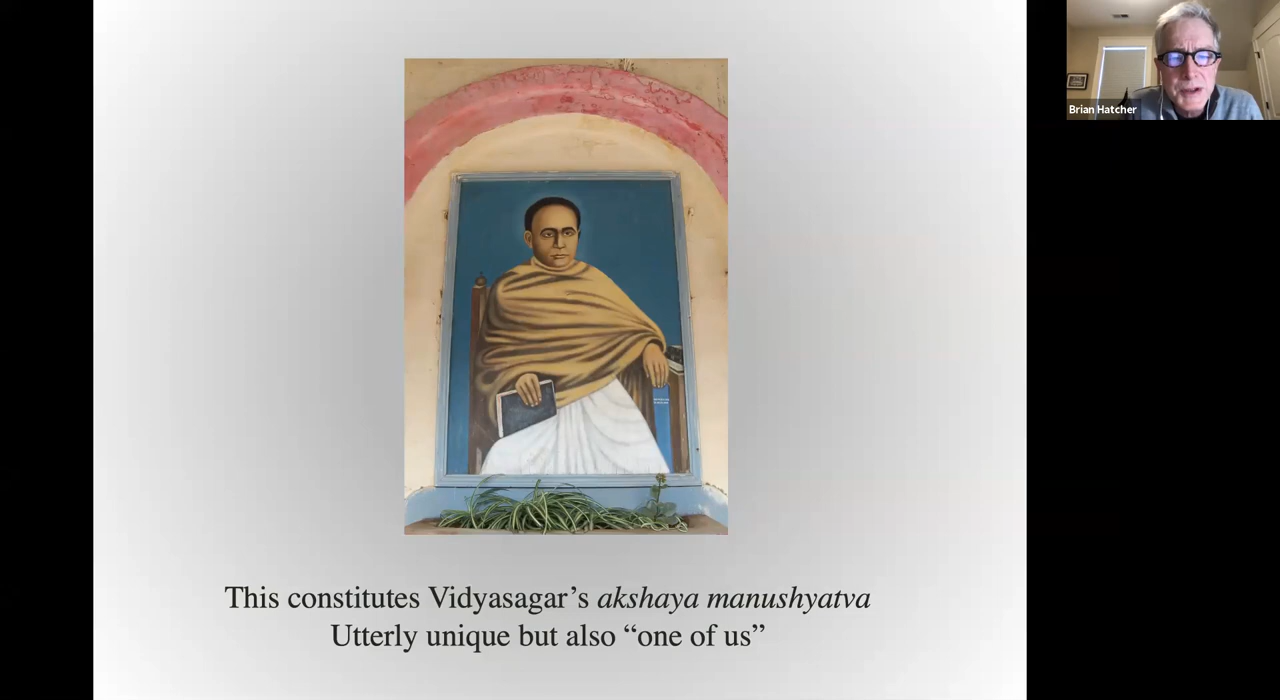 Brian Hatcher
This constitutes Vidyasagar’s akshaya manushyatva
Utterly unique but also “one of us”